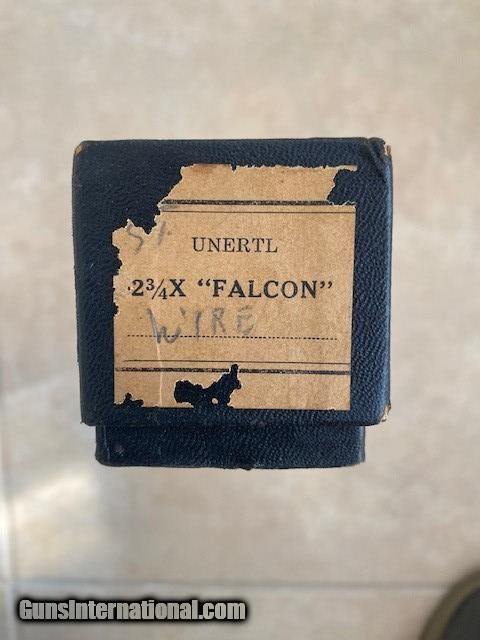 UNERTL
2¾X "FALCON"
WIRE
GunsInternational.com